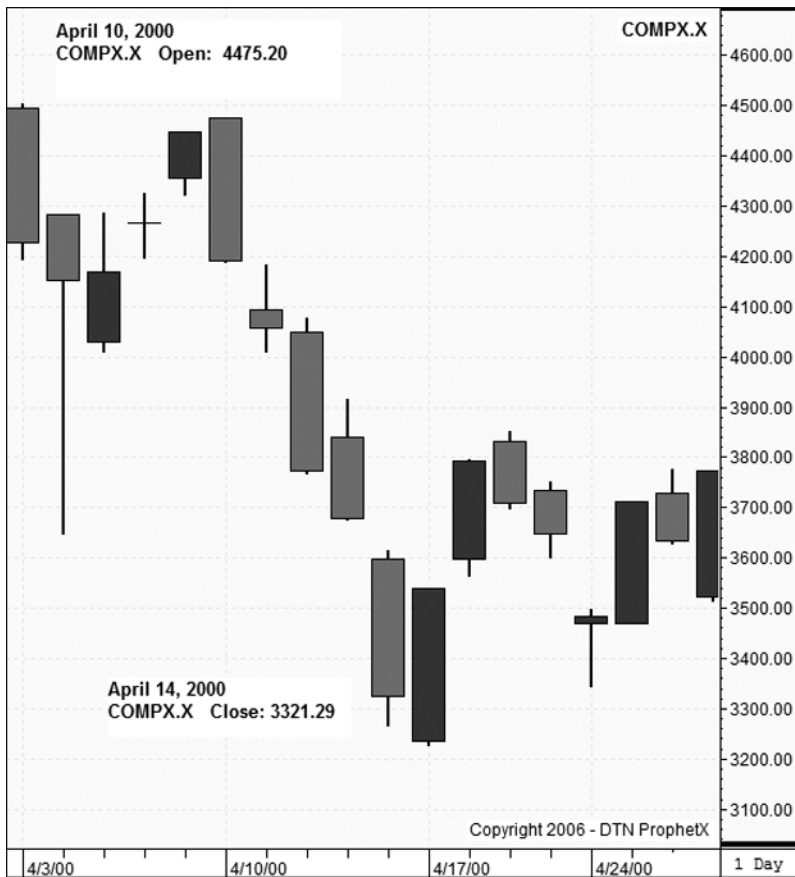 April 10, 2000
COMPX.X Open: 4475.20
COMPX.X
4600.00
4500.00
4400.00
4300.00
4200.00
4100.00
4000.00
3900.00
3800.00
3700.00
3600.00
3500.00
3400.00
3300.00
3200.00
3100.00
April 14, 2000
COMPX.X Close: 3321.29
Copyright 2006 - DTN ProphetX
4/3/00 4/10/00 4/17/00 4/24/00 1 Day